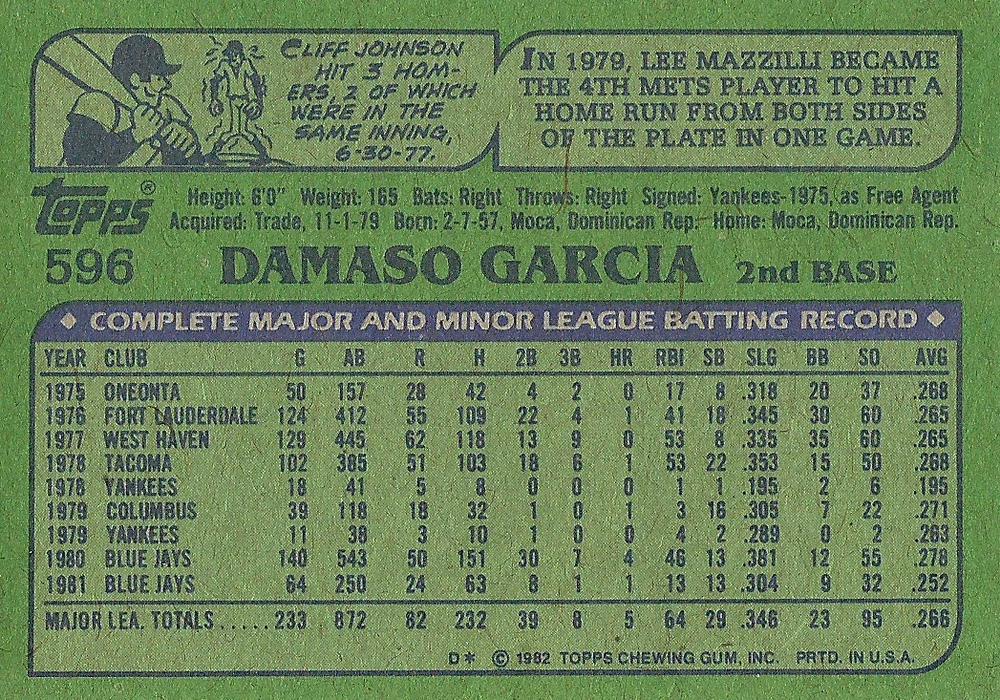 CLIFF JOHNSON
HIT 3 HOM-
ERS, 2 OF WHICH
WERE IN THE
SAME INNING,
6-30-77.
IN 1979, LEE MAZZILLI BECAME
THE 4TH METS PLAYER TO HIT A
HOME RUN FROM BOTH SIDES
OF THE PLATE IN ONE GAME.
Topps®
Height: 6'0" Weight: 165 Bats: Right Throws: Right Signed: Yankees-1975, as Free Agent
Acquired: Trade, 11-1-79 Born: 2-7-57, Moca, Dominican Rep. Home: Moca, Dominican Rep.
596 DAMASO GARCIA 2nd BASE
◆ COMPLETE MAJOR AND MINOR LEAGUE BATTING RECORD ◆
YEAR CLUB G AB R H 2B 3B HR RBI SB SLG BB SO AVG
1975 ONEONTA 50 157 28 42 4 2 0 17 8 .318 20 37 .268
1976 FORT LAUDERDALE 124 412 55 109 22 4 1 41 18 .345 30 60 .265
1977 WEST HAVEN 129 445 62 118 13 9 0 53 8 .335 35 60 .265
1978 TACOMA 102 385 51 103 18 6 1 53 22 .353 15 50 .268
1978 YANKEES 18 41 5 8 0 0 0 1 1 .195 2 6 .195
1979 COLUMBUS 39 118 18 32 1 0 1 3 16 .305 7 22 .271
1979 YANKEES 11 38 3 10 1 0 0 4 2 .289 0 2 .263
1980 BLUE JAYS 140 543 50 151 30 7 4 46 13 .381 12 55 .278
1981 BLUE JAYS 64 250 24 63 8 1 1 13 13 .304 9 32 .252
MAJOR LEA. TOTALS ..... 233 872 82 232 39 8 5 64 29 .346 23 95 .266
D* © 1982 TOPPS CHEWING GUM, INC. PRTD. IN U.S.A.